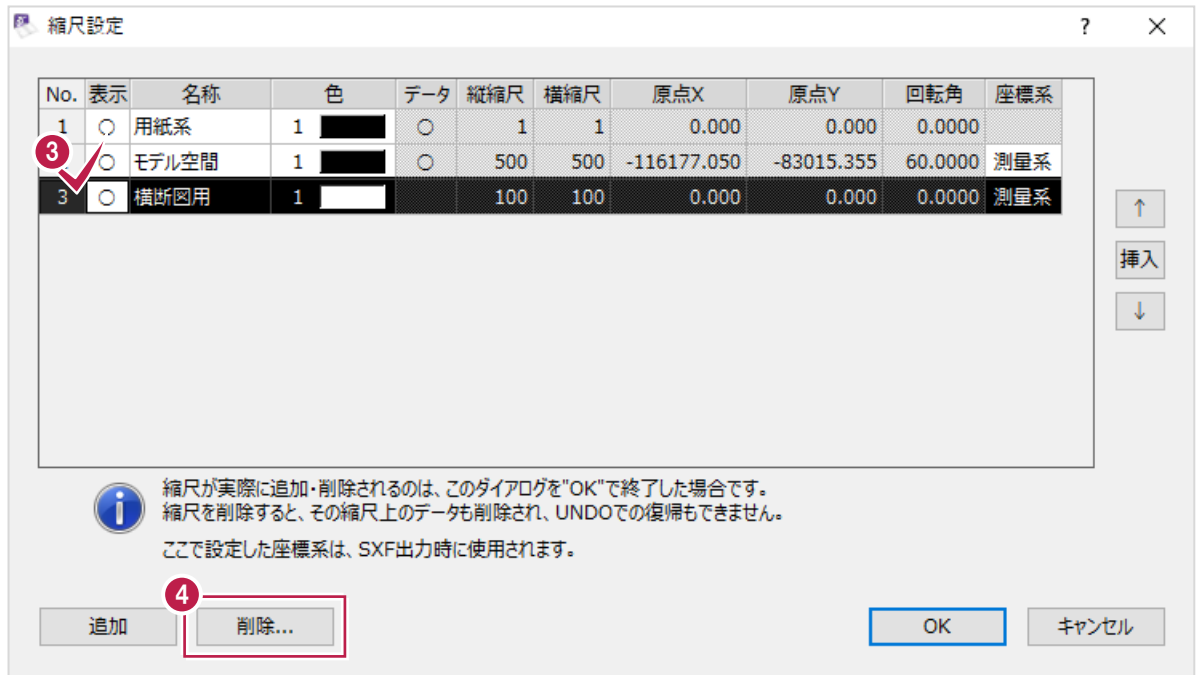 縮尺設定 ?
No. 表示 名称 色 データ 縦縮尺 横縮尺 原点X 原点Y 回転角 座標系
1 ○ 用紙系 1 ○ 1 1 0.000 0.000 0.0000
3
○ モデル空間 1 ○ 500 500 -116177.050 -83015.355 60.0000 測量系
3 ○ 横断図用 1 100 100 0.000 0.000 0.0000 測量系
↑
挿入
↓
縮尺が実際に追加・削除されるのは、このダイアログを"OK"で終了した場合です。
縮尺を削除すると、その縮尺上のデータも削除され、UNDOでの復帰もできません。
ここで設定した座標系は、SXF出力時に使用されます。
4
追加 削除... OK キャンセル